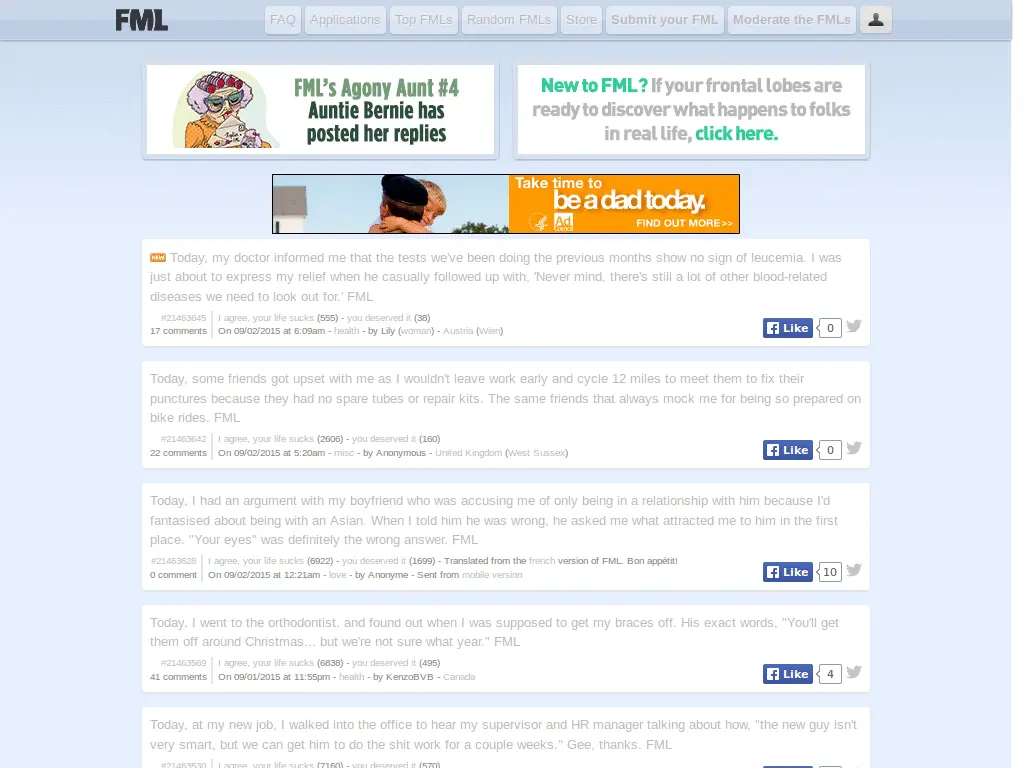 FML
FAQ
Applications
Top FMLs
Random FMLs
Store
Submit your FML
Moderate the FMLs
FML's Agony Aunt #4
Auntie Bernie has
posted her replies
New to FML? If your frontal lobes are
ready to discover what happens to folks
in real life, click here.
Take time to
be a dad today.
Ad
Council
FIND OUT MORE>>
NEW Today, my doctor informed me that the tests we've been doing the previous months show no sign of leucemia. I was
just about to express my relief when he casually followed up with, 'Never mind, there's still a lot of other blood-related
diseases we need to look out for.' FML
#21463645 I agree, your life sucks (555) - you deserved it (38)
17 comments On 09/02/2015 at 6:09am - health - by Lily (woman) - Austria (Wien)
Like 0
Today, some friends got upset with me as I wouldn't leave work early and cycle 12 miles to meet them to fix their
punctures because they had no spare tubes or repair kits. The same friends that always mock me for being so prepared on
bike rides. FML
#21463642 I agree, your life sucks (2606) - you deserved it (160)
22 comments On 09/02/2015 at 5:20am - misc - by Anonymous - United Kingdom (West Sussex)
Like 0
Today, I had an argument with my boyfriend who was accusing me of only being in a relationship with him because I'd
fantasised about being with an Asian. When I told him he was wrong, he asked me what attracted me to him in the first
place. "Your eyes" was definitely the wrong answer. FML
#21463628 I agree, your life sucks (6922) - you deserved it (1699) - Translated from the french version of FML. Bon appétit!
0 comment On 09/02/2015 at 12:21am - love - by Anonyme - Sent from mobile version
Like 10
Today, I went to the orthodontist, and found out when I was supposed to get my braces off. His exact words, "You'll get
them off around Christmas... but we're not sure what year." FML
#21463569 I agree, your life sucks (6838) - you deserved it (495)
41 comments On 09/01/2015 at 11:55pm - health - by KenzoBVB - Canada
Like 4
Today, at my new job, I walked into the office to hear my supervisor and HR manager talking about how, "the new guy isn't
very smart, but we can get him to do the shit work for a couple weeks." Gee, thanks. FML
#21463530 I agree, your life sucks (7160) - you deserved it (570)